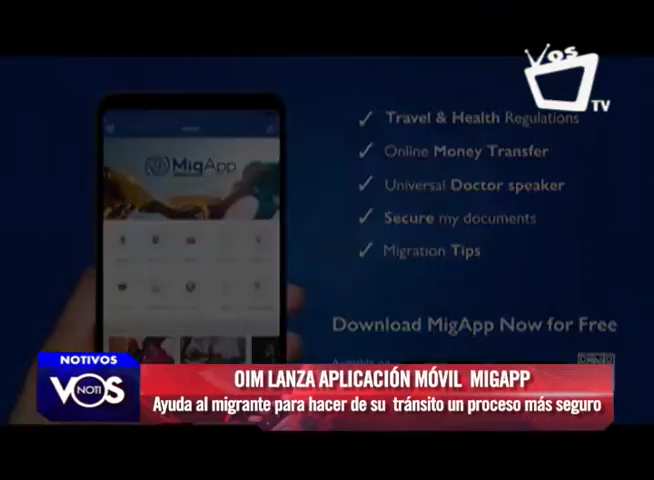 VOS
TV
Travel & Health Regulations
Online Money Transfer
Universal Doctor speaker
Secure my documents
Migration Tips
MigApp
Download MigApp Now for Free
Available on
NOTIVOS
VOS
NOTI
OIM LANZA APLICACIÓN MÓVIL MIGAPP
Ayuda al migrante para hacer de su tránsito un proceso más seguro